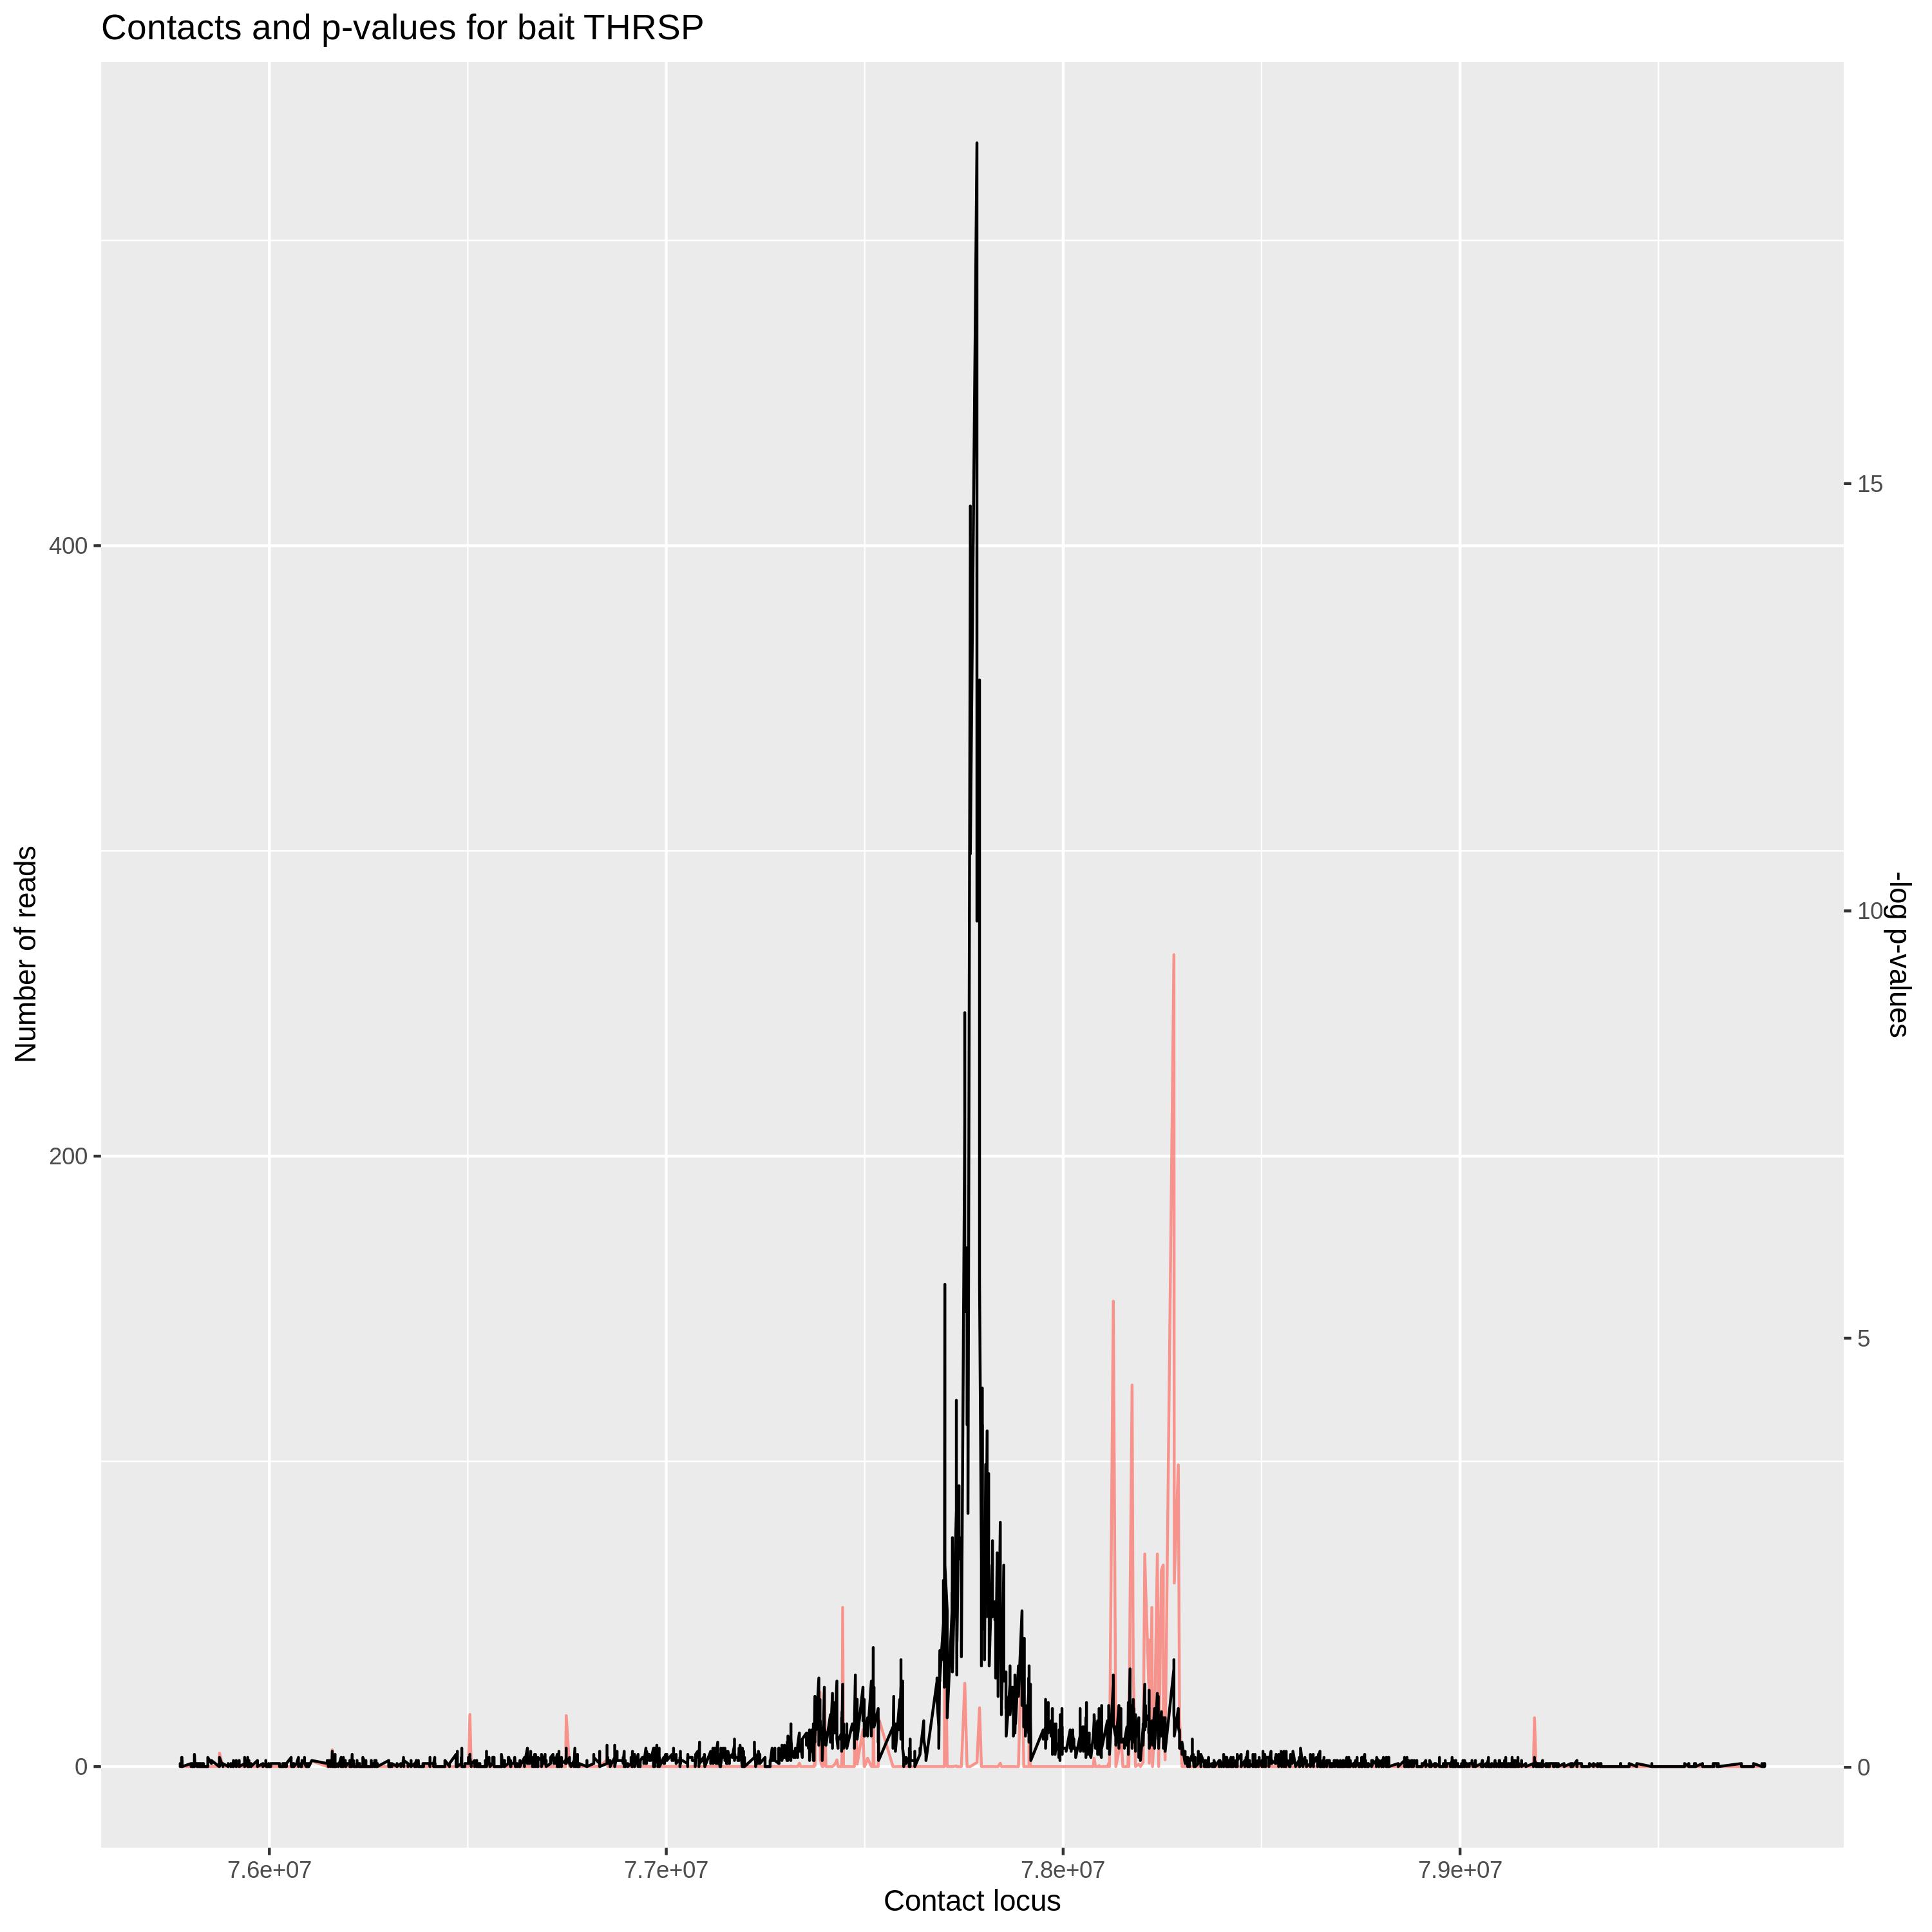 Contacts and p-values for bait THRSP
Number of reads
400
200
0
15
10
5
0
-log p-values
7.6e+07
7.7e+07
7.8e+07
7.9e+07
Contact locus